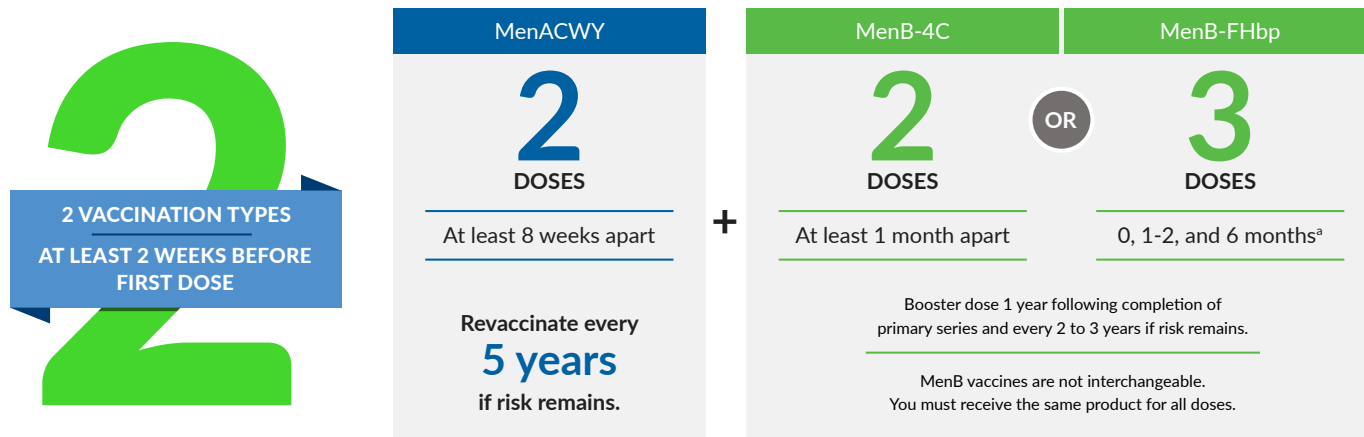 2
2 VACCINATION TYPES
AT LEAST 2 WEEKS BEFORE
FIRST DOSE
MenACWY
2
DOSES
At least 8 weeks apart
Revaccinate every
5 years
if risk remains.
+
MenB-4C
2
DOSES
At least 1 month apart
OR
MenB-FHbp
3
DOSES
0, 1-2, and 6 monthsᵃ
Booster dose 1 year following completion of
primary series and every 2 to 3 years if risk remains.
MenB vaccines are not interchangeable.
You must receive the same product for all doses.